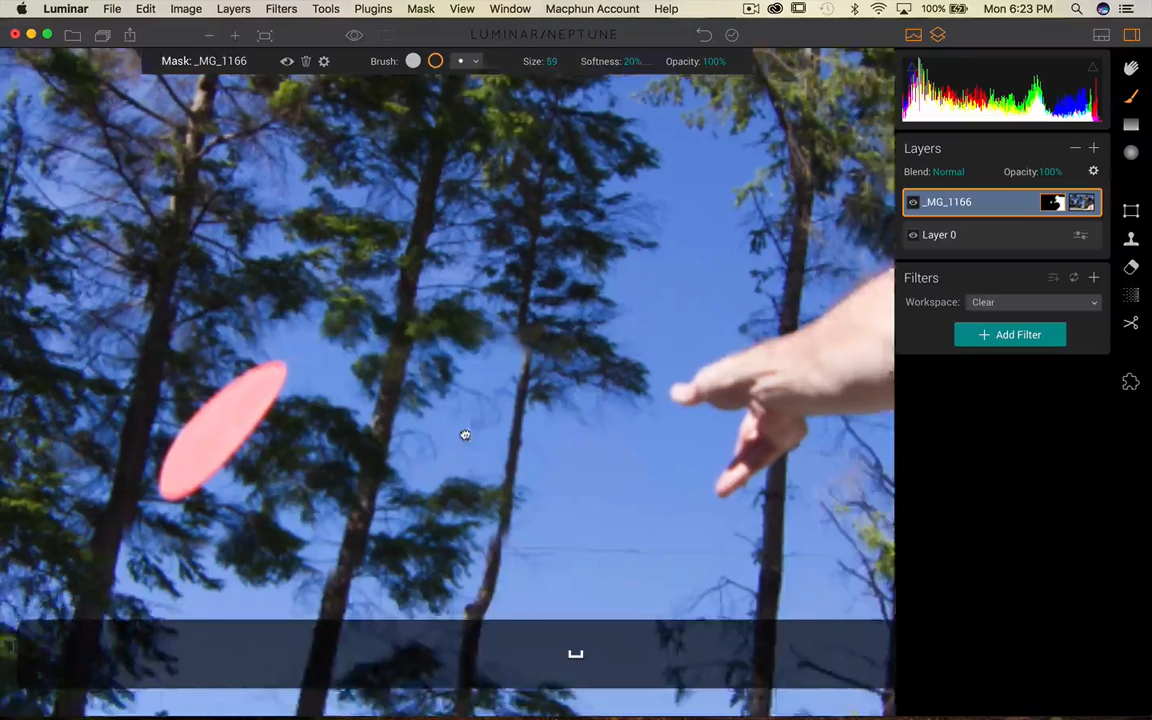 Luminar File Edit Image Layers Filters Tools Plugins Mask View Window Macphun Account Help 100% Mon 6:23 PM
LUMINAR/NEPTUNE
Mask: _MG_1166 Brush: Size: 59 Softness: 20% Opacity: 100%
Layers
Blend: Normal Opacity: 100%
_MG_1166
Layer 0
Filters
Workspace: Clear
+ Add Filter